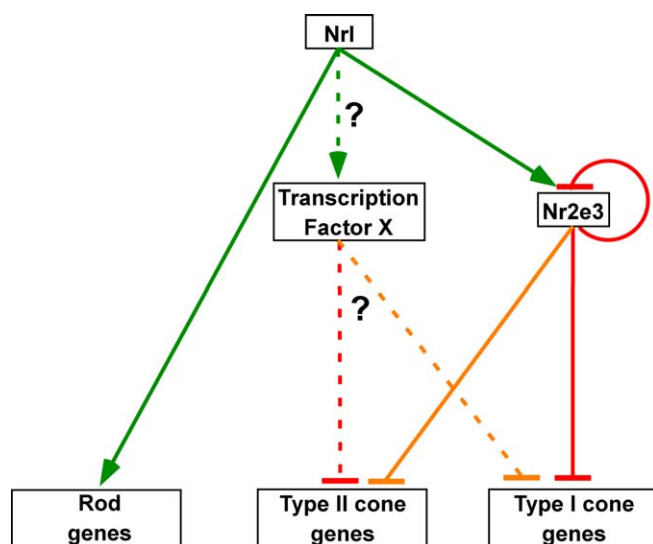 Nrl
?
Transcription
Factor X
Nr2e3
?
Rod
genes
Type II cone
genes
Type I cone
genes